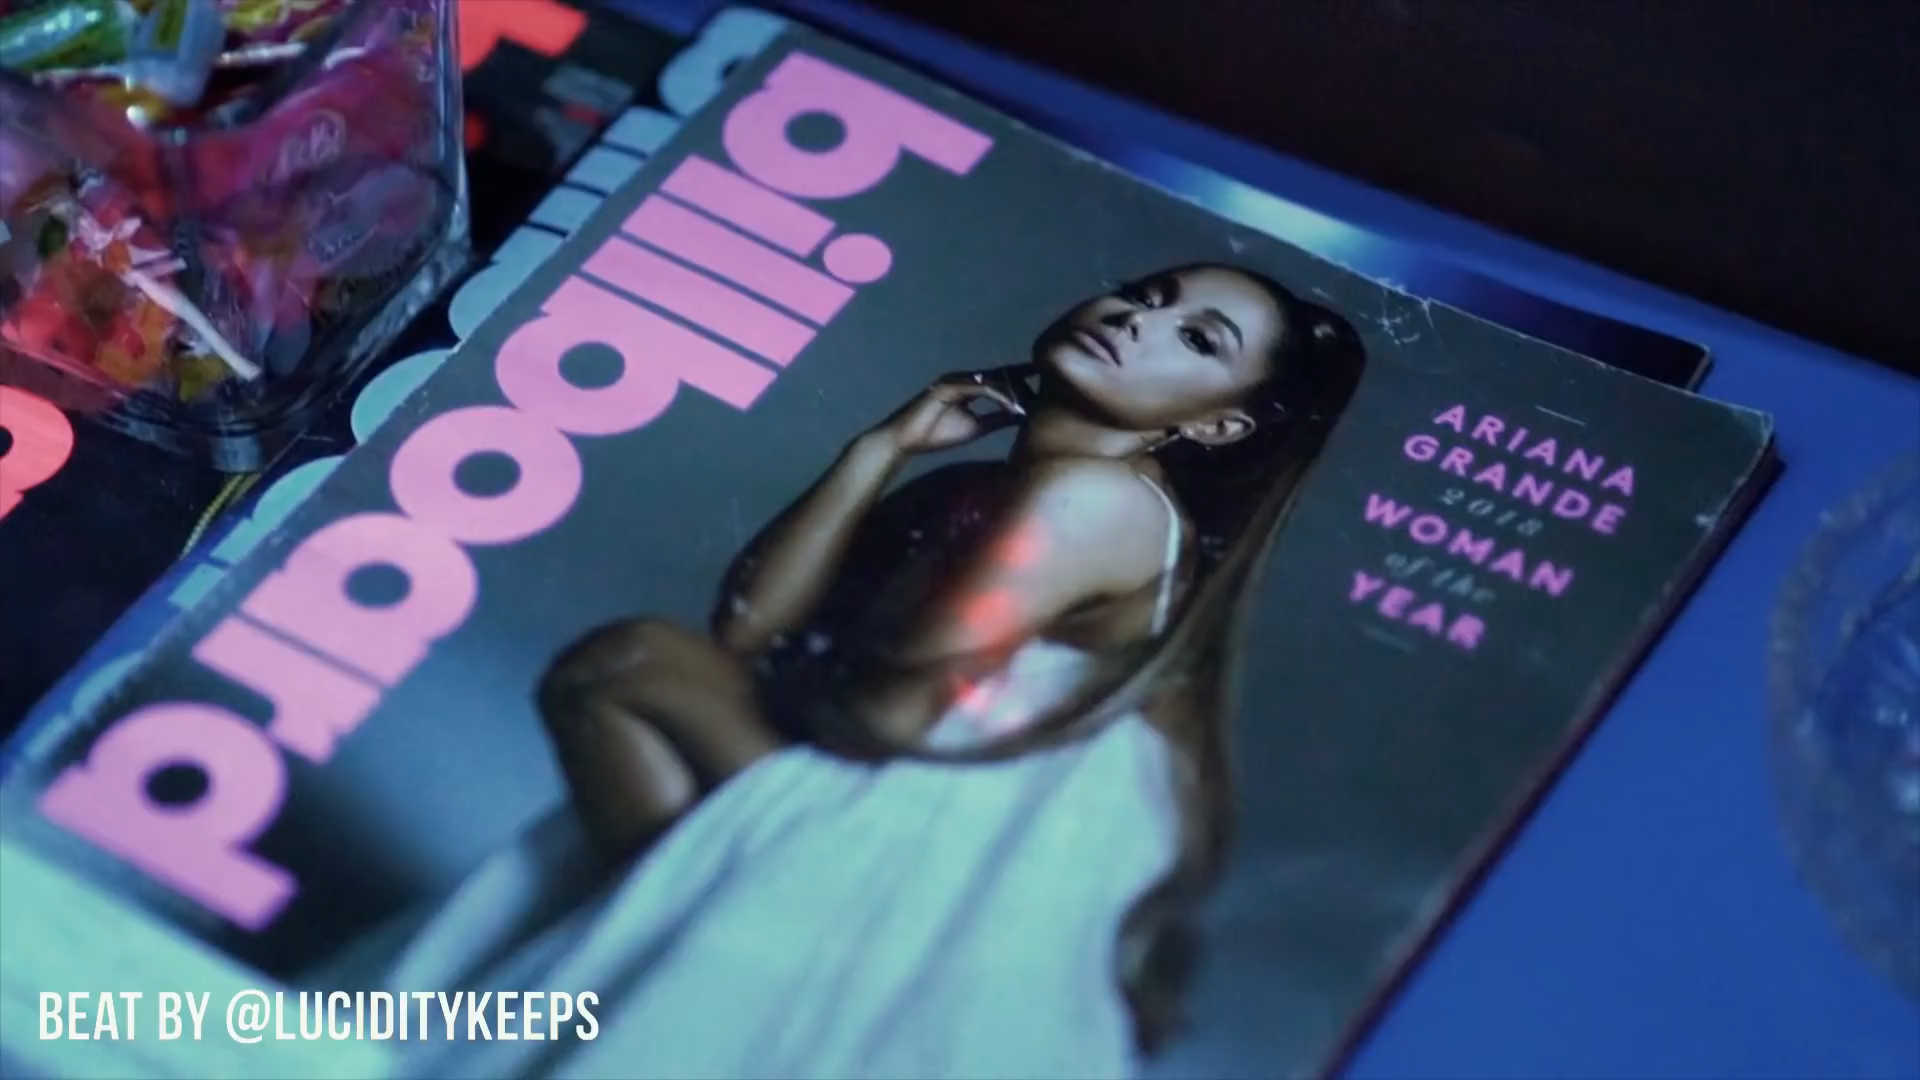 billboard
ARIANA
GRANDE
2018
WOMAN
of the
YEAR
BEAT BY @LUCIDITYKEEPS